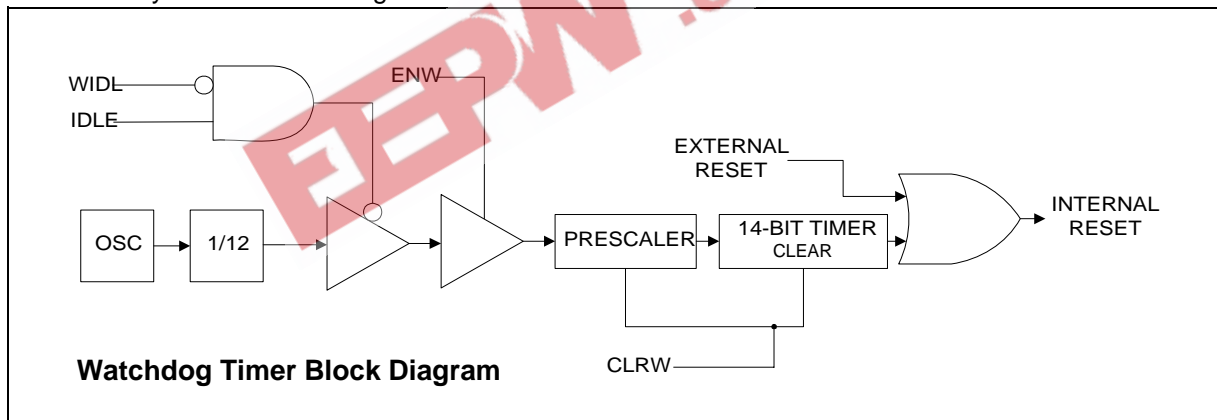 WIDL
IDLE
ENW
EXTERNAL
RESET
OSC
1/12
PRESCALER
14-BIT TIMER
CLEAR
INTERNAL
RESET
CLRW
Watchdog Timer Block Diagram
EEPW